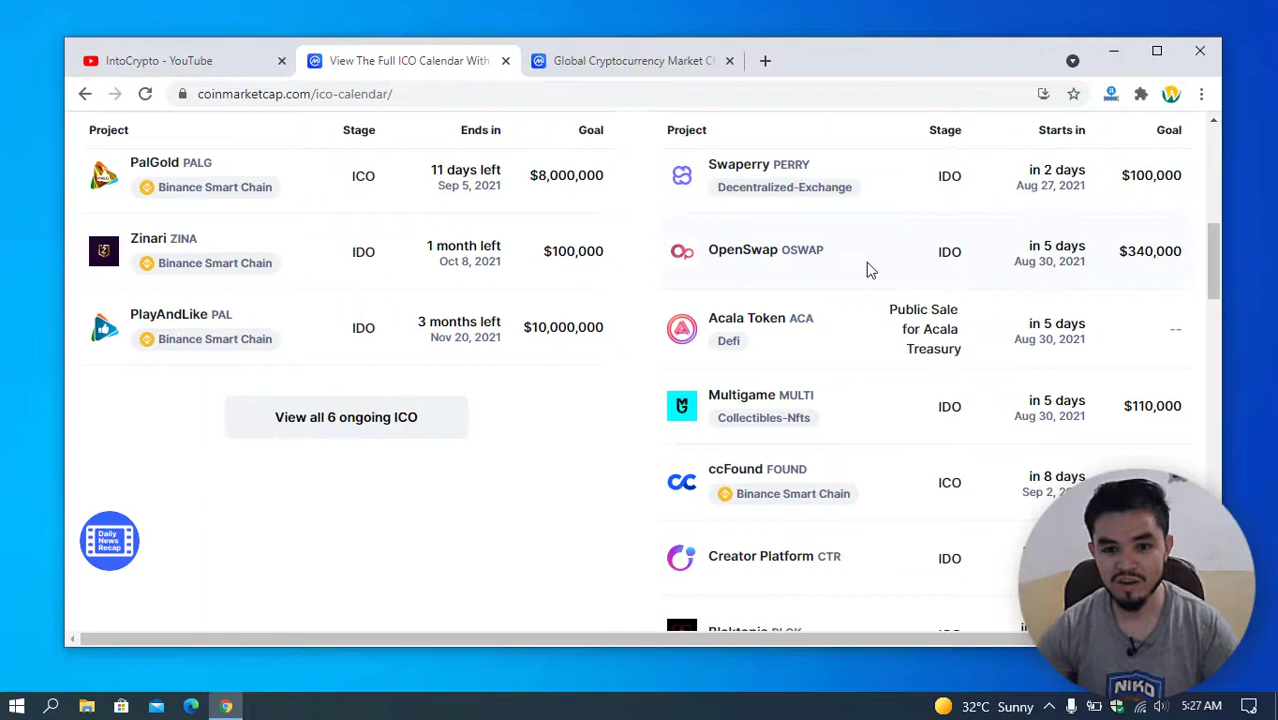 IntoCrypto - YouTube
View The Full ICO Calendar With
Global Cryptocurrency Market C
coinmarketcap.com/ico-calendar/
Project Stage Ends in Goal
PalGold PALG
Binance Smart Chain
ICO
11 days left
Sep 5, 2021
$8,000,000
Zinari ZINA
Binance Smart Chain
IDO
1 month left
Oct 8, 2021
$100,000
PlayAndLike PAL
Binance Smart Chain
IDO
3 months left
Nov 20, 2021
$10,000,000
View all 6 ongoing ICO
Daily
News
Recap
Project Stage Starts in Goal
Swaperry PERRY
Decentralized-Exchange
IDO
in 2 days
Aug 27, 2021
$100,000
OpenSwap OSWAP
IDO
in 5 days
Aug 30, 2021
$340,000
Acala Token ACA
Defi
Public Sale
for Acala
Treasury
in 5 days
Aug 30, 2021
--
Multigame MULTI
Collectibles-Nfts
IDO
in 5 days
Aug 30, 2021
$110,000
ccFound FOUND
Binance Smart Chain
ICO
in 8 days
Sep 2,
Creator Platform CTR
IDO
NIKO
32°C Sunny
5:27 AM